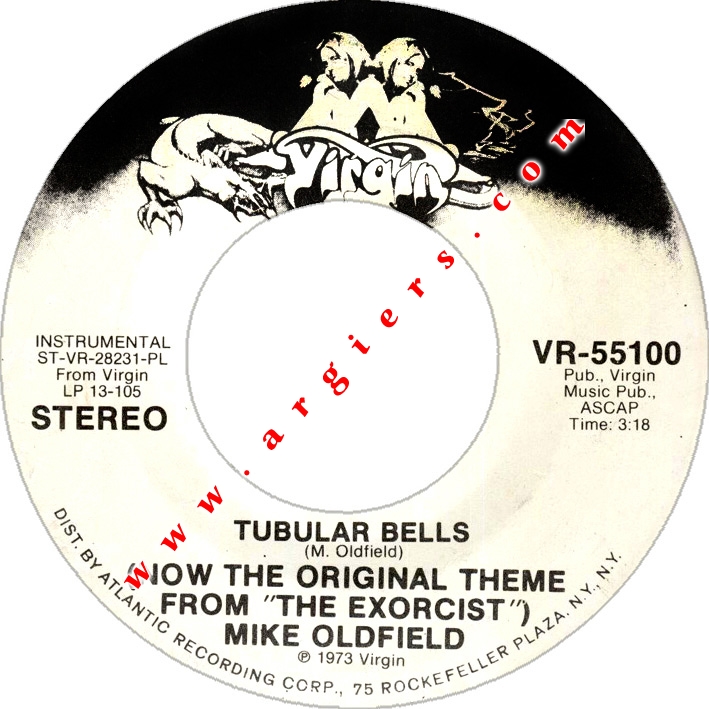 Virgin
INSTRUMENTAL
ST-VR-28231-PL
From Virgin
LP 13-105
STEREO
VR-55100
Pub., Virgin
Music Pub.,
ASCAP
Time: 3:18
www.argiers.com
TUBULAR BELLS
(M. Oldfield)
(NOW THE ORIGINAL THEME
FROM "THE EXORCIST")
MIKE OLDFIELD
℗ 1973 Virgin
DIST. BY ATLANTIC RECORDING CORP., 75 ROCKEFELLER PLAZA, N.Y., N.Y.